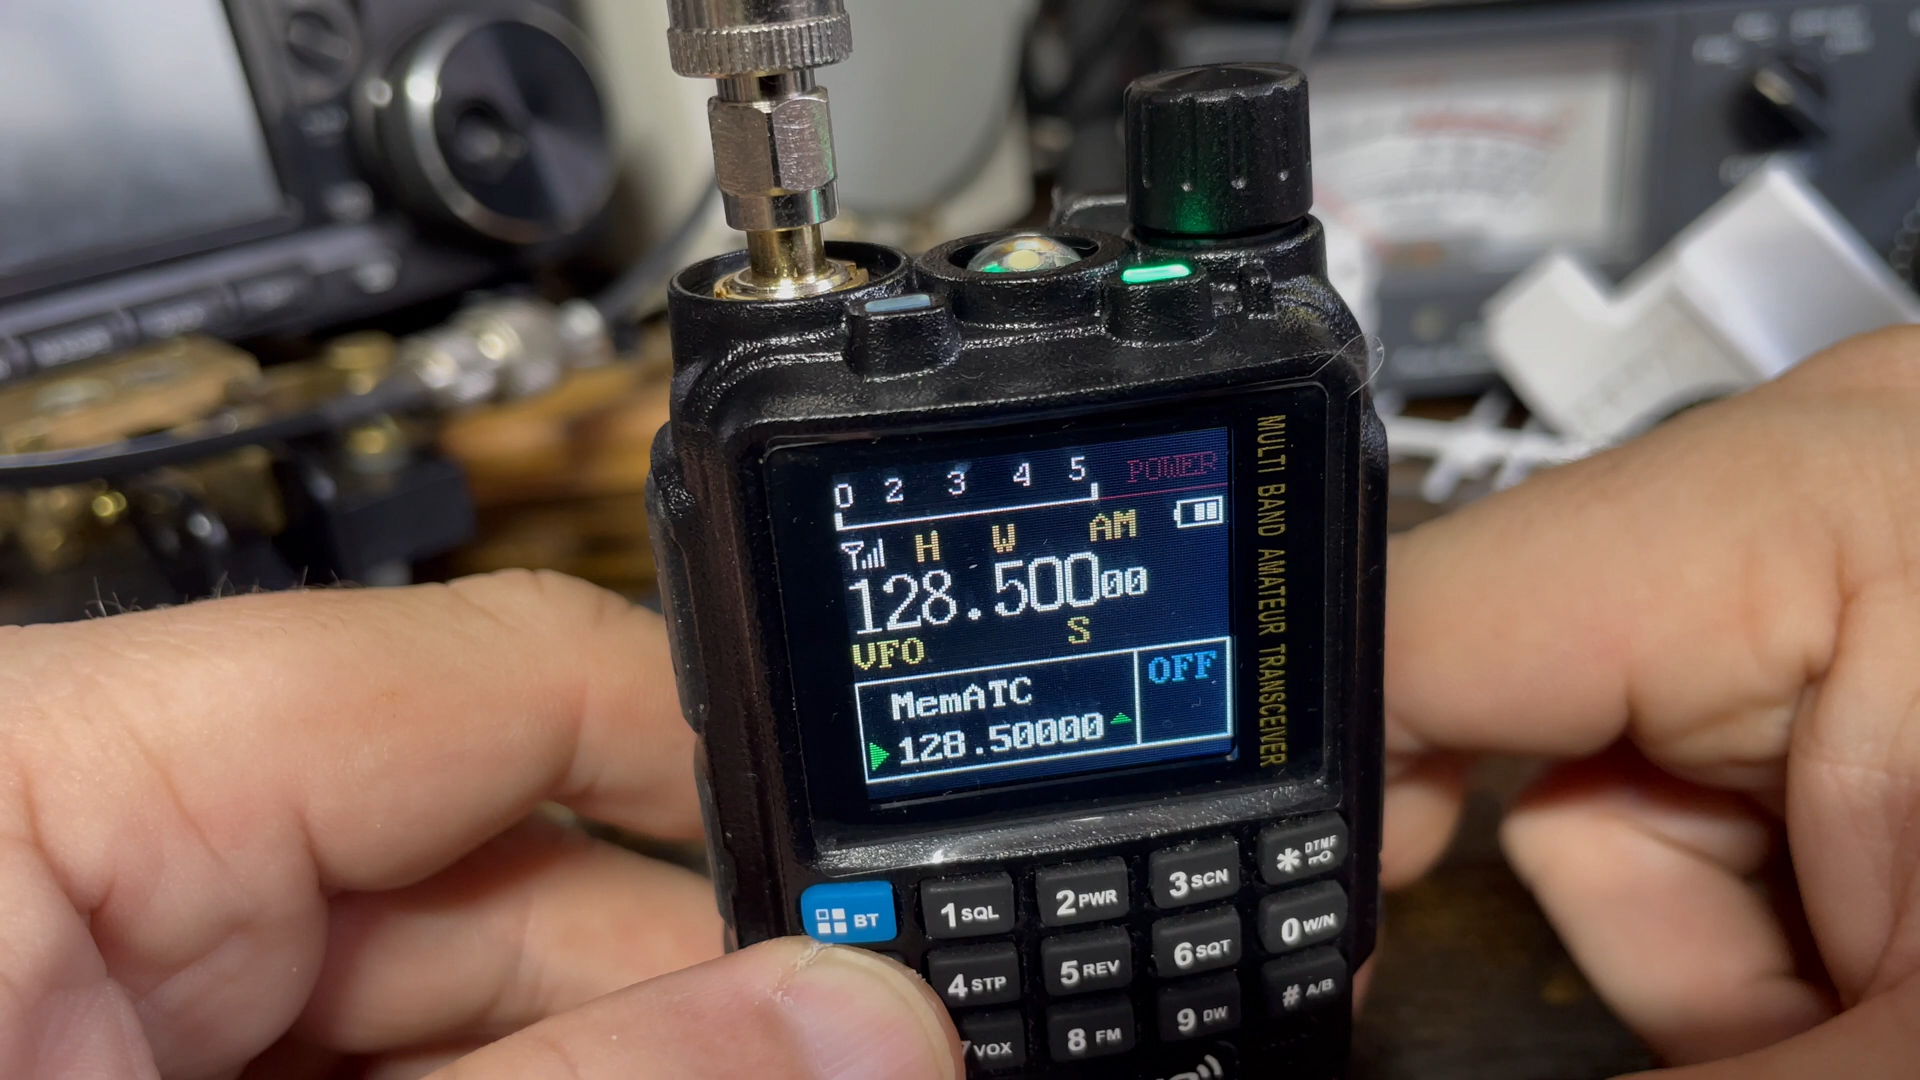 0 2 3 4 5 POWER
H W AM
128.50000
VFO S
MemATC OFF
128.50000
MULTI BAND AMATEUR TRANSCEIVER
BT 1 SQL 2 PWR 3 SCN * DTMF
4 STP 5 REV 6 SQT 0 W/N
7 VOX 8 FM 9 DW # A/B